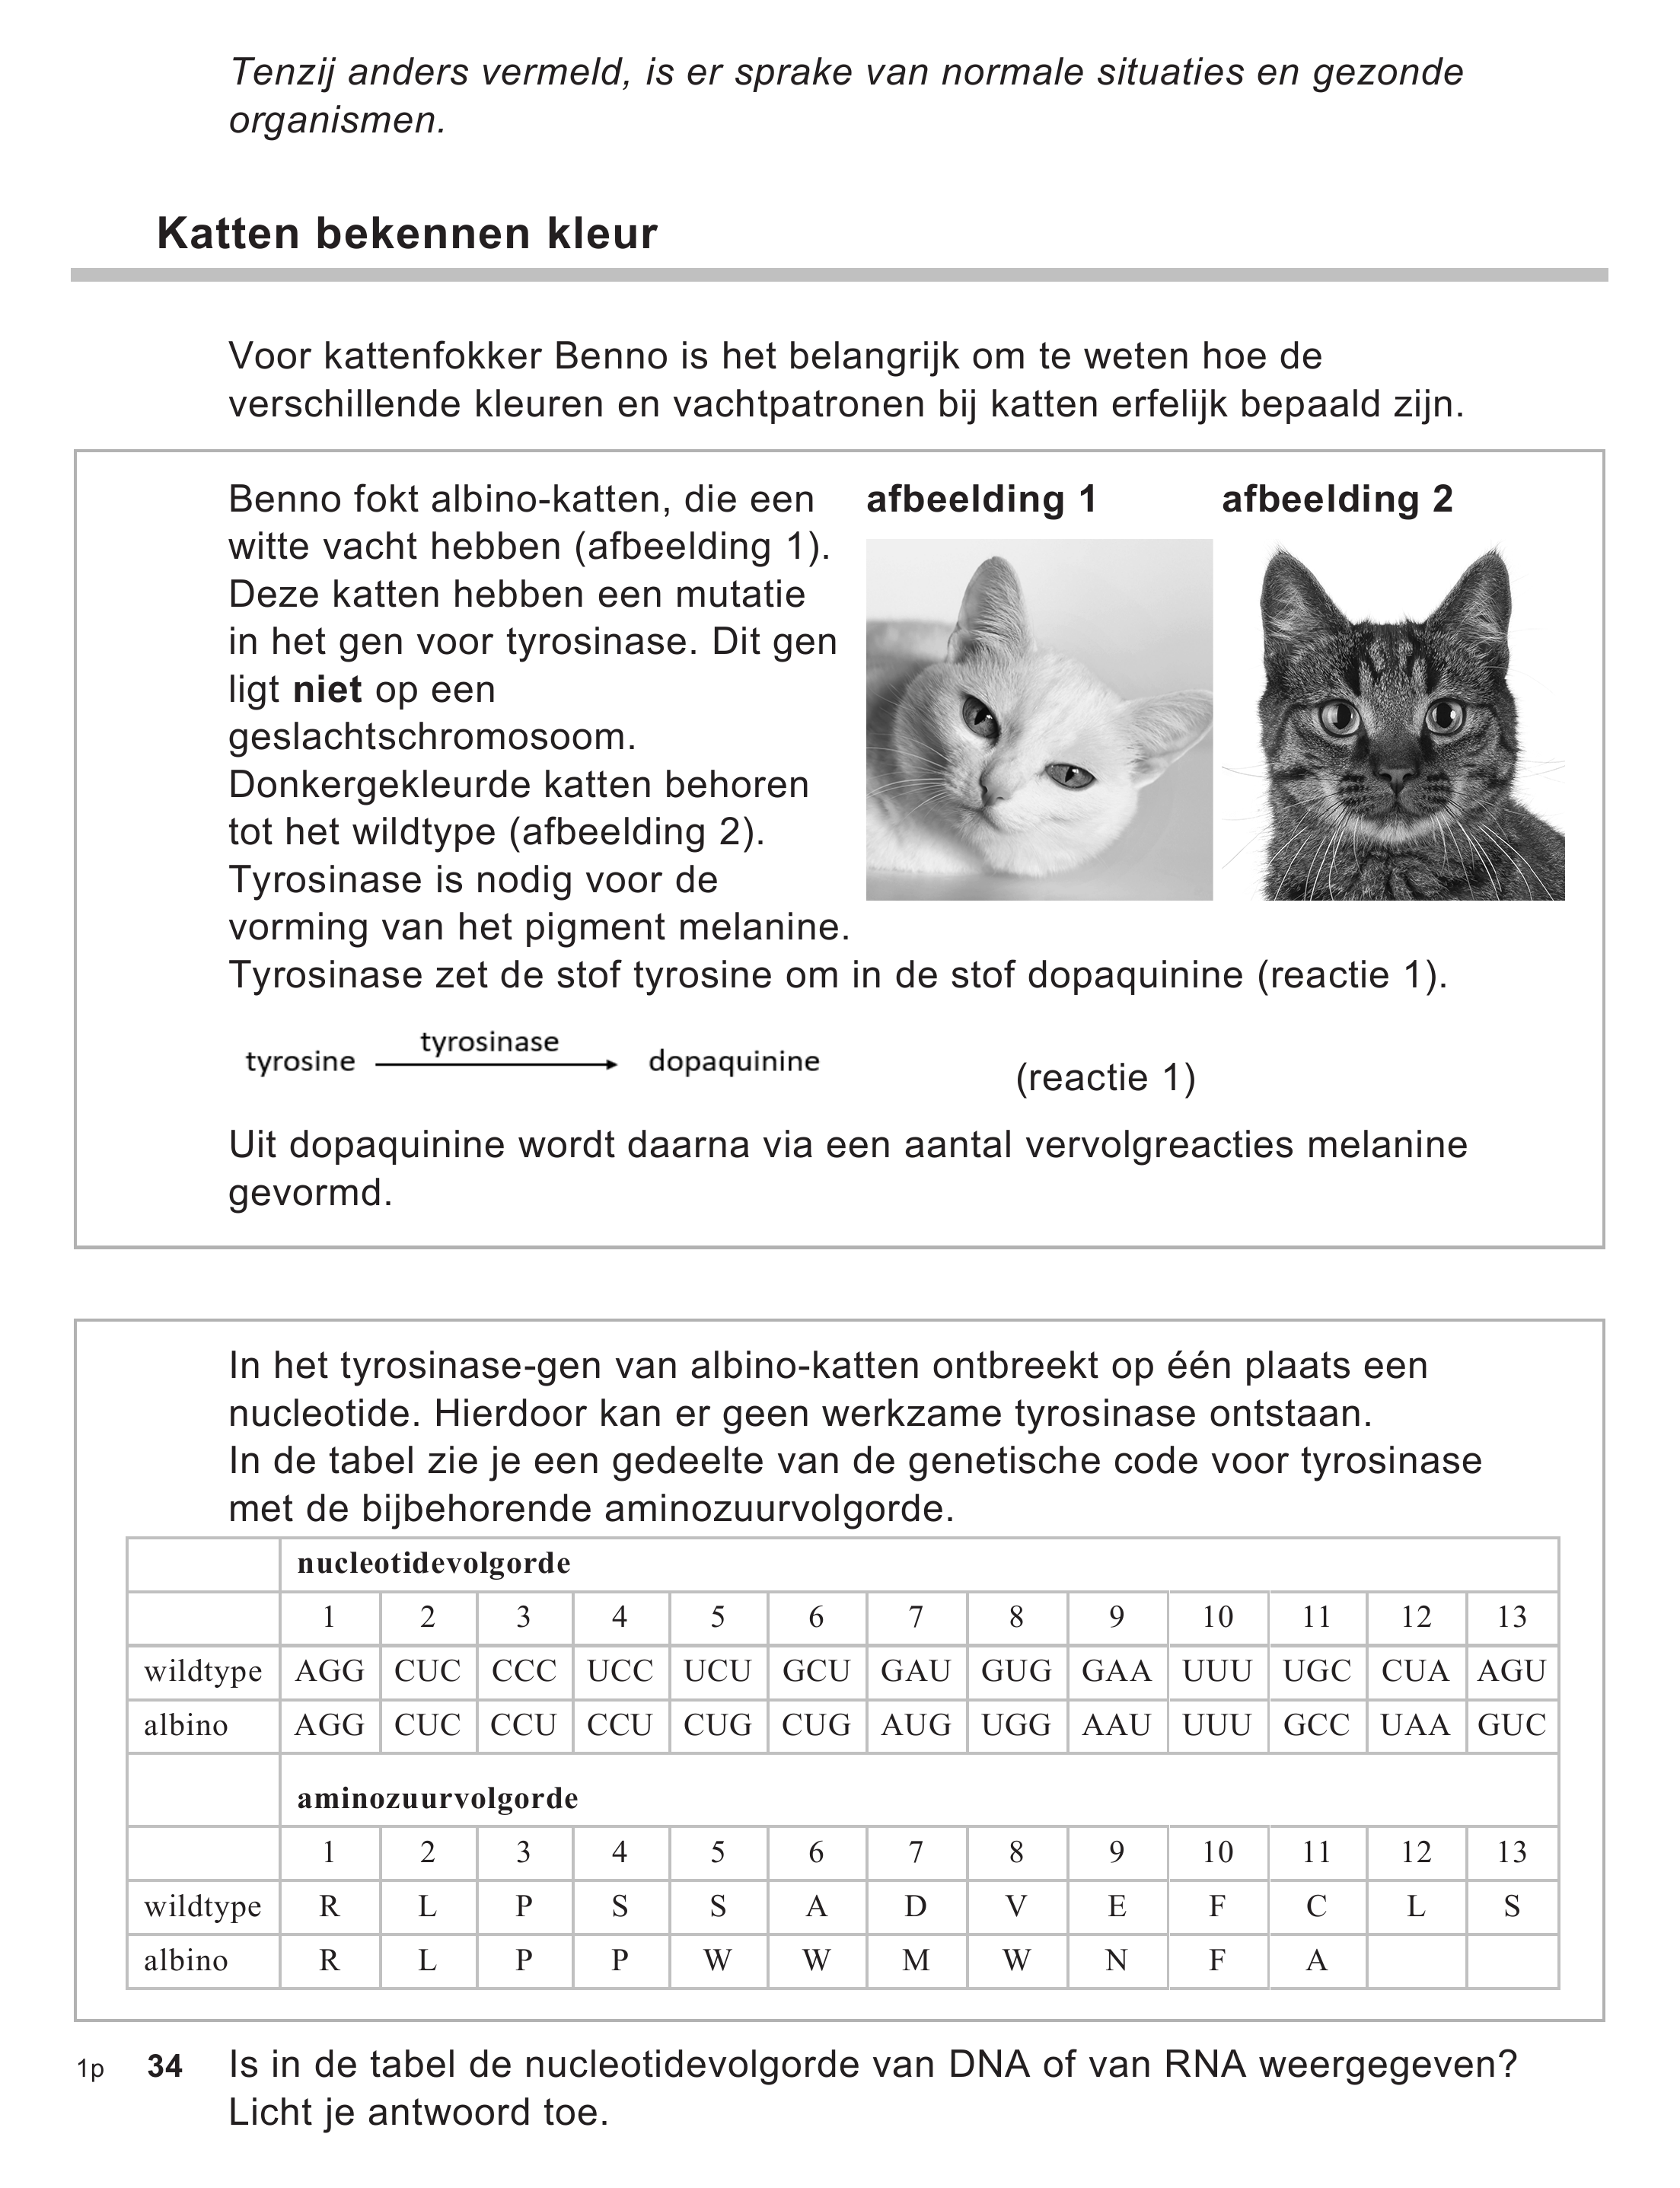 Tenzij anders vermeld, is er sprake van normale situaties en gezonde
organismen.
Katten bekennen kleur
Voor kattenfokker Benno is het belangrijk om te weten hoe de
verschillende kleuren en vachtpatronen bij katten erfelijk bepaald zijn.
Benno fokt albino-katten, die een
witte vacht hebben (afbeelding 1).
Deze katten hebben een mutatie
in het gen voor tyrosinase. Dit gen
ligt niet op een
geslachtschromosoom.
Donkergekleurde katten behoren
tot het wildtype (afbeelding 2).
Tyrosinase is nodig voor de
vorming van het pigment melanine.
afbeelding 1 afbeelding 2
Tyrosinase zet de stof tyrosine om in de stof dopaquinine (reactie 1).
tyrosine tyrosinase dopaquinine (reactie 1)
Uit dopaquinine wordt daarna via een aantal vervolgreacties melanine
gevormd.
In het tyrosinase-gen van albino-katten ontbreekt op één plaats een
nucleotide. Hierdoor kan er geen werkzame tyrosinase ontstaan.
In de tabel zie je een gedeelte van de genetische code voor tyrosinase
met de bijbehorende aminozuurvolgorde.
nucleotidevolgorde
1 2 3 4 5 6 7 8 9 10 11 12 13
wildtype AGG CUC CCC UCC UCU GCU GAU GUG GAA UUU UGC CUA AGU
albino AGG CUC CCU CCU CUG CUG AUG UGG AAU UUU GCC UAA GUC
aminozuurvolgorde
1 2 3 4 5 6 7 8 9 10 11 12 13
wildtype R L P S S A D V E F C L S
albino R L P P W W M W N F A
1p 34 Is in de tabel de nucleotidevolgorde van DNA of van RNA weergegeven?
Licht je antwoord toe.